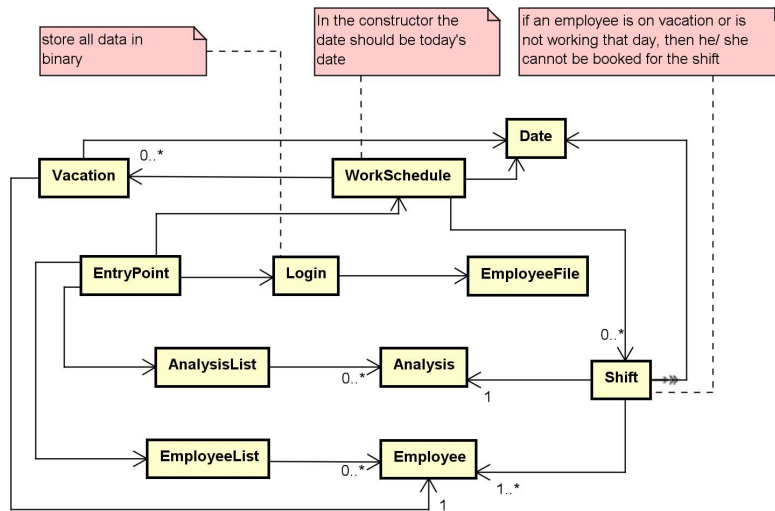 store all data in
binary
In the constructor the
date should be today's
date
if an employee is on vacation or is
not working that day, then he/ she
cannot be booked for the shift
Date
0..*
Vacation
WorkSchedule
EntryPoint
Login
EmployeeFile
0..*
AnalysisList
Analysis
Shift
0..*
1
EmployeeList
Employee
0..*
1..*
1